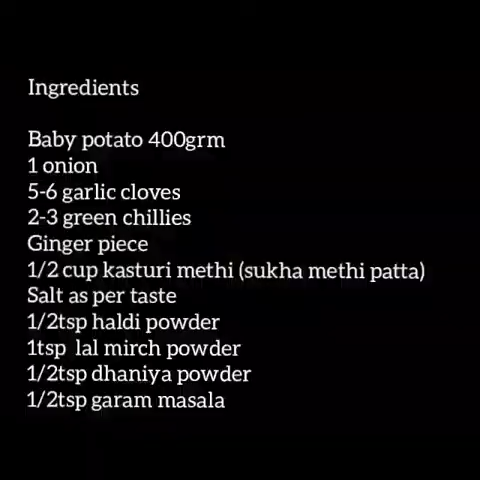 Ingredients
Baby potato 400grm
1 onion
5-6 garlic cloves
2-3 green chillies
Ginger piece
1/2 cup kasturi methi (sukha methi patta)
Salt as per taste
1/2tsp haldi powder
1tsp lal mirch powder
1/2tsp dhaniya powder
1/2tsp garam masala